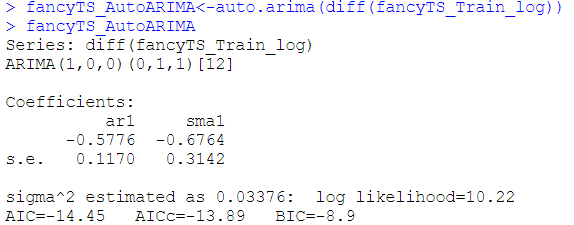 > fancyTS_AutoARIMA<-auto.arima(diff(fancyTS_Train_log))
> fancyTS_AutoARIMA
Series: diff(fancyTS_Train_log)
ARIMA(1,0,0)(0,1,1)[12]
Coefficients:
ar1 sma1
-0.5776 -0.6764
s.e. 0.1170 0.3142
sigma^2 estimated as 0.03376: log likelihood=10.22
AIC=-14.45 AICc=-13.89 BIC=-8.9